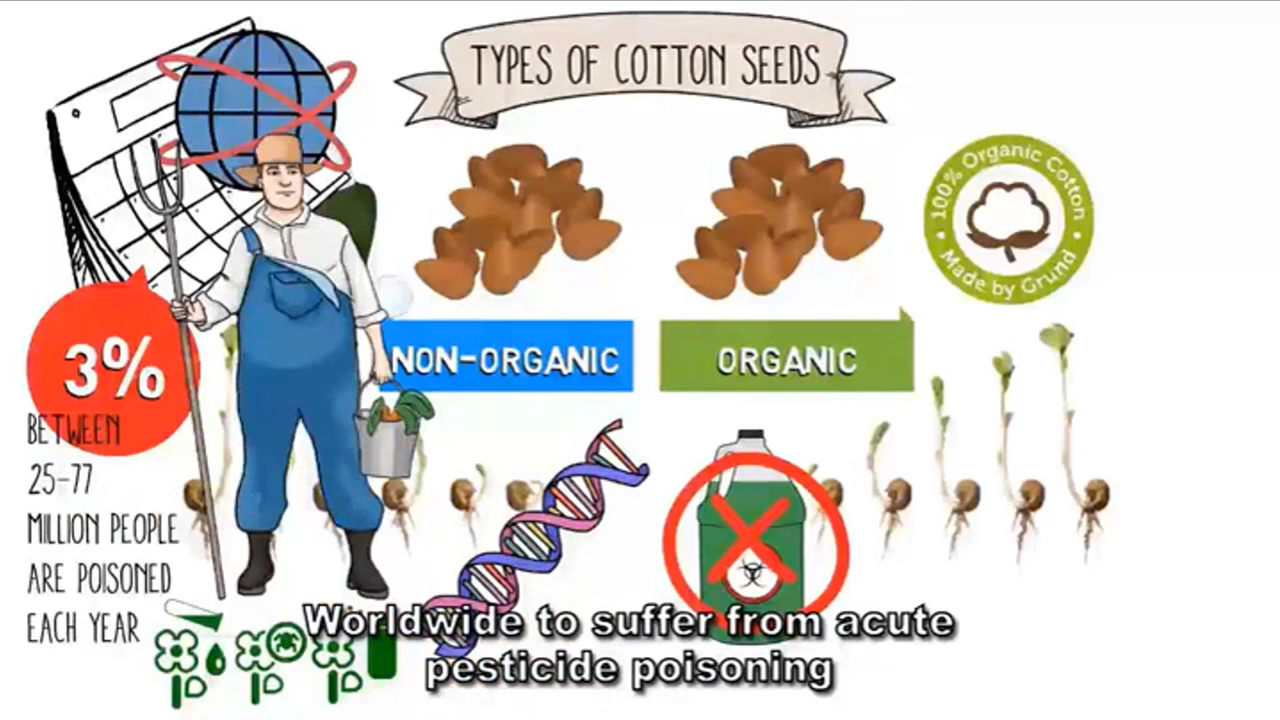 TYPES OF COTTON SEEDS
100% Organic Cotton
Made by Grund
NON-ORGANIC
ORGANIC
3%
BETWEEN
25-77
MILLION PEOPLE
ARE POISONED
EACH YEAR
Worldwide to suffer from acute
pesticide poisoning